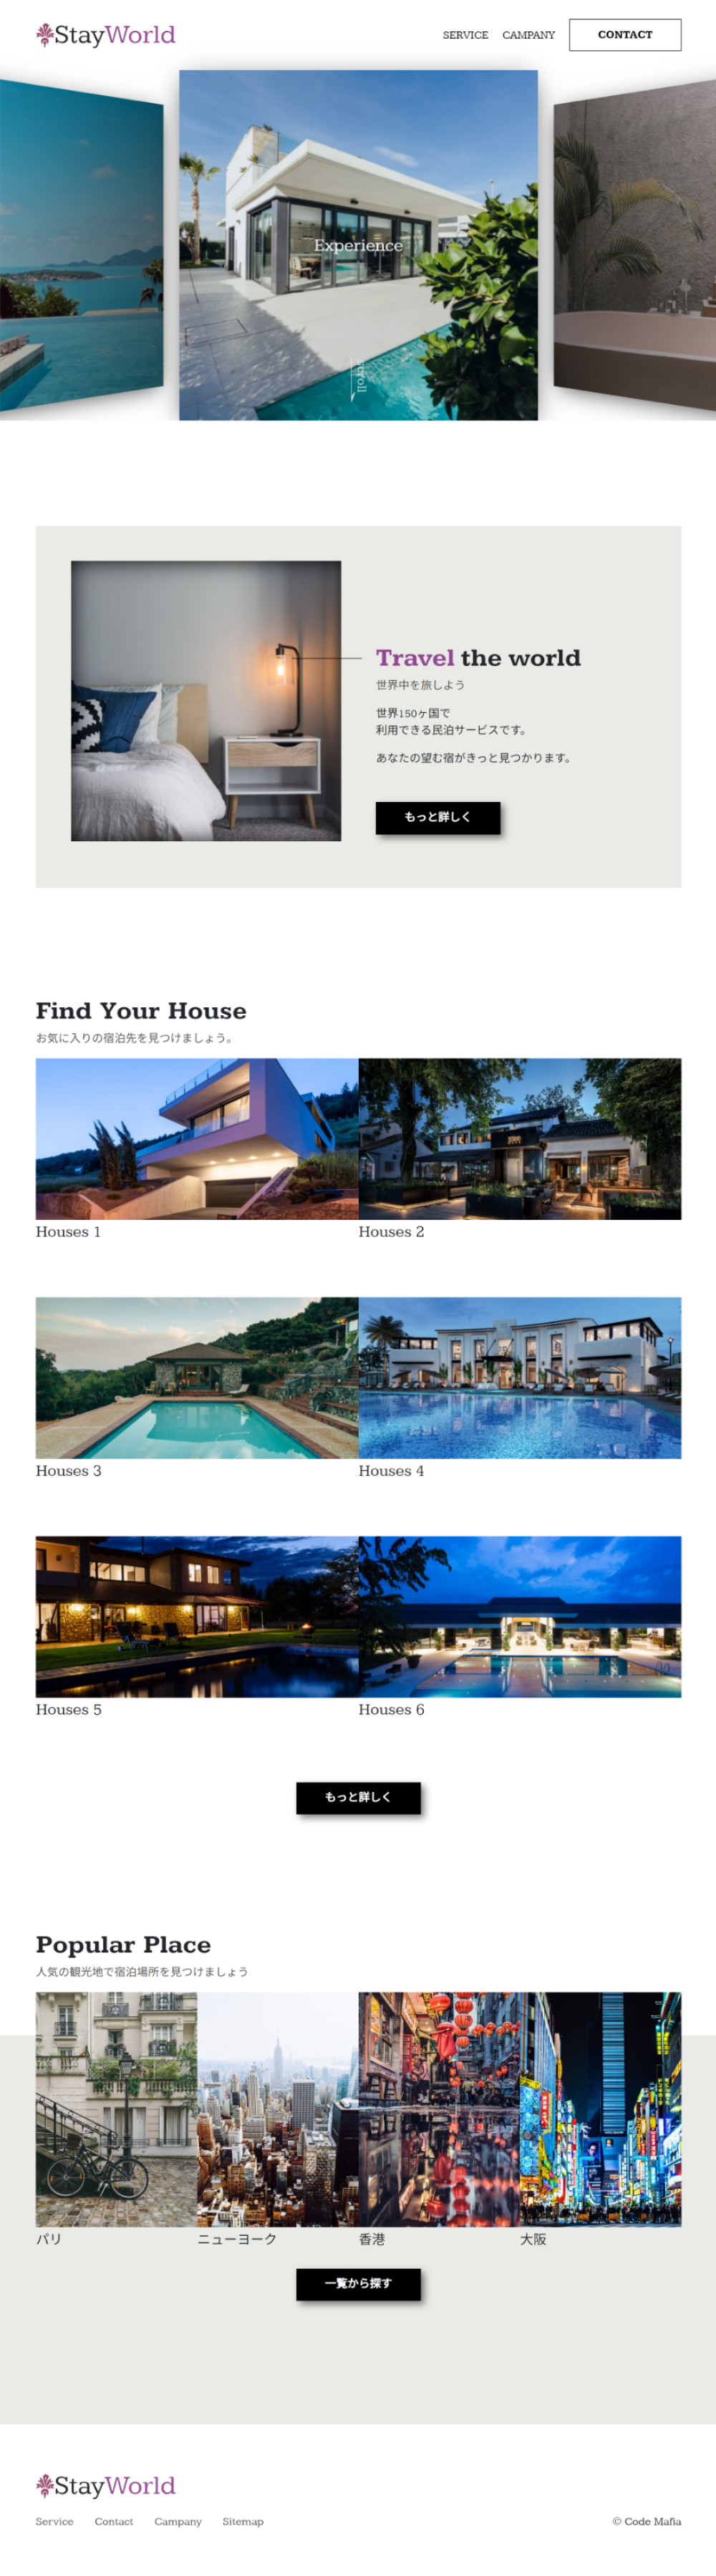 StayWorld
SERVICE CAMPANY CONTACT
Experience
scroll
Travel the world
世界中を旅しよう
世界150ヶ国で
利用できる民泊サービスです。
あなたの望む宿がきっと見つかります。
もっと詳しく
Find Your House
お気に入りの宿泊先を見つけましょう。
Houses 1
Houses 2
Houses 3
Houses 4
Houses 5
Houses 6
もっと詳しく
Popular Place
人気の観光地で宿泊場所を見つけましょう
パリ
ニューヨーク
香港
大阪
一覧から探す
StayWorld
Service Contact Campany Sitemap
© Code Mafia